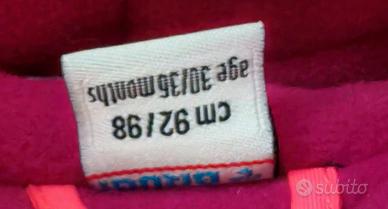 cm 92/98
age 30/36 months
subito